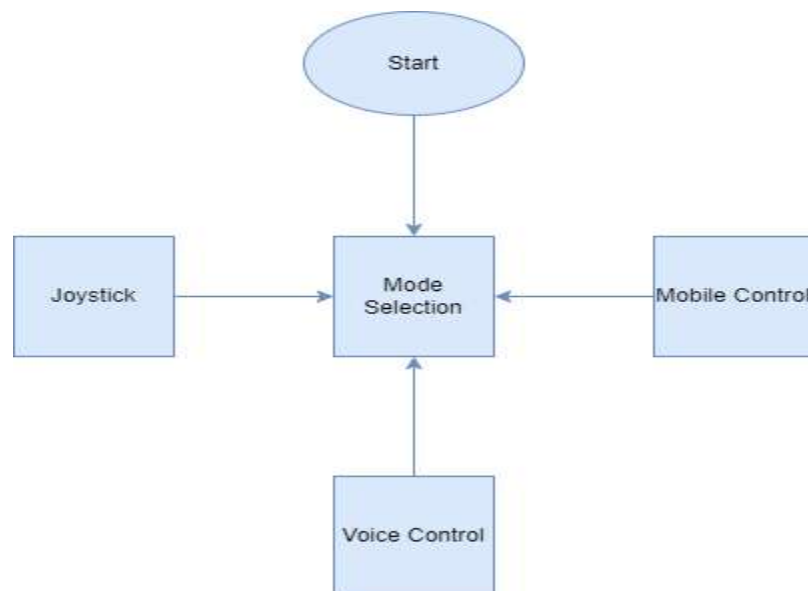 Start
Joystick
Mode
Selection
Mobile Control
Voice Control